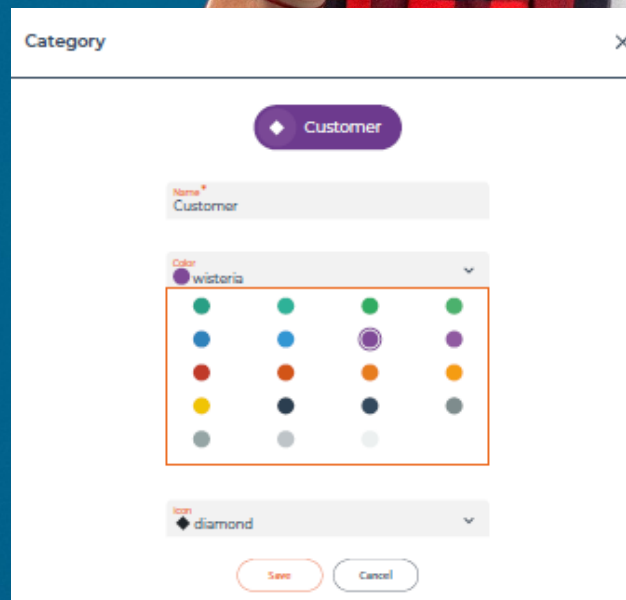 Category
Customer
Name*
Customer
Color
wisteria
Icon
diamond
Save
Cancel